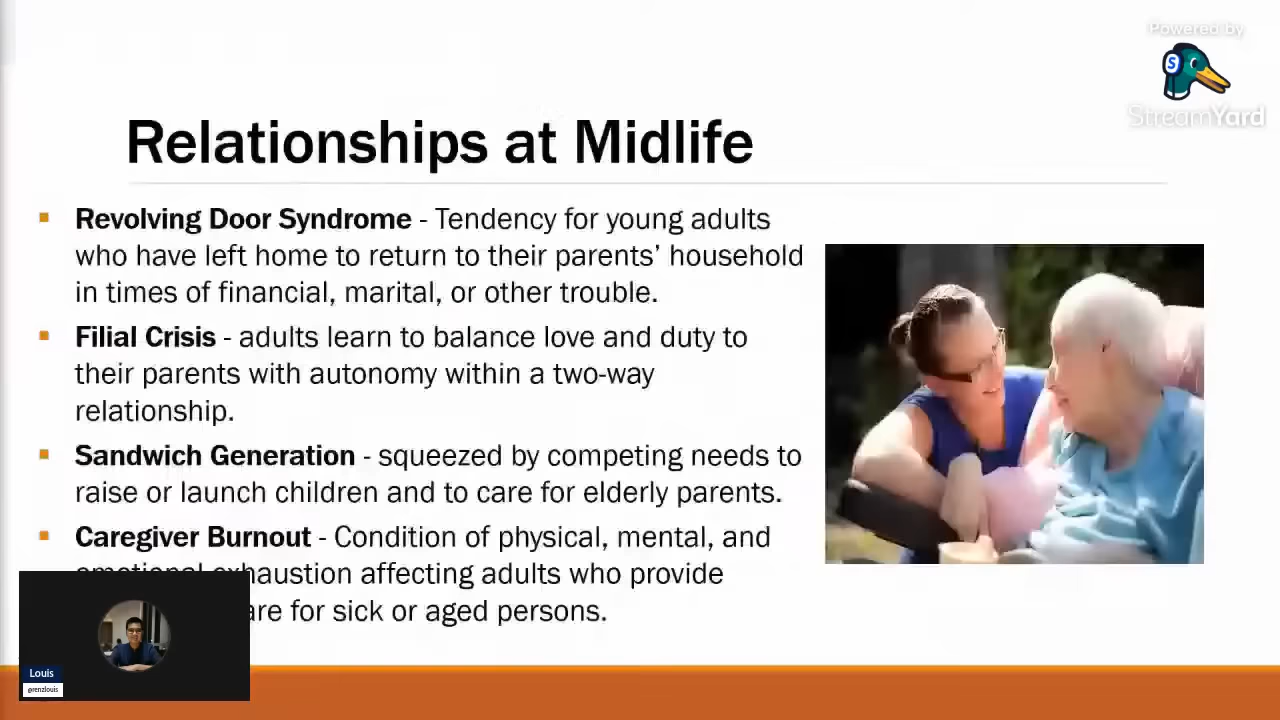 Powered by
StreamYard
Relationships at Midlife
▪ Revolving Door Syndrome - Tendency for young adults
who have left home to return to their parents’ household
in times of financial, marital, or other trouble.
▪ Filial Crisis - adults learn to balance love and duty to
their parents with autonomy within a two-way
relationship.
▪ Sandwich Generation - squeezed by competing needs to
raise or launch children and to care for elderly parents.
▪ Caregiver Burnout - Condition of physical, mental, and
emotional exhaustion affecting adults who provide
for sick or aged persons.
Louis
@renzlouis